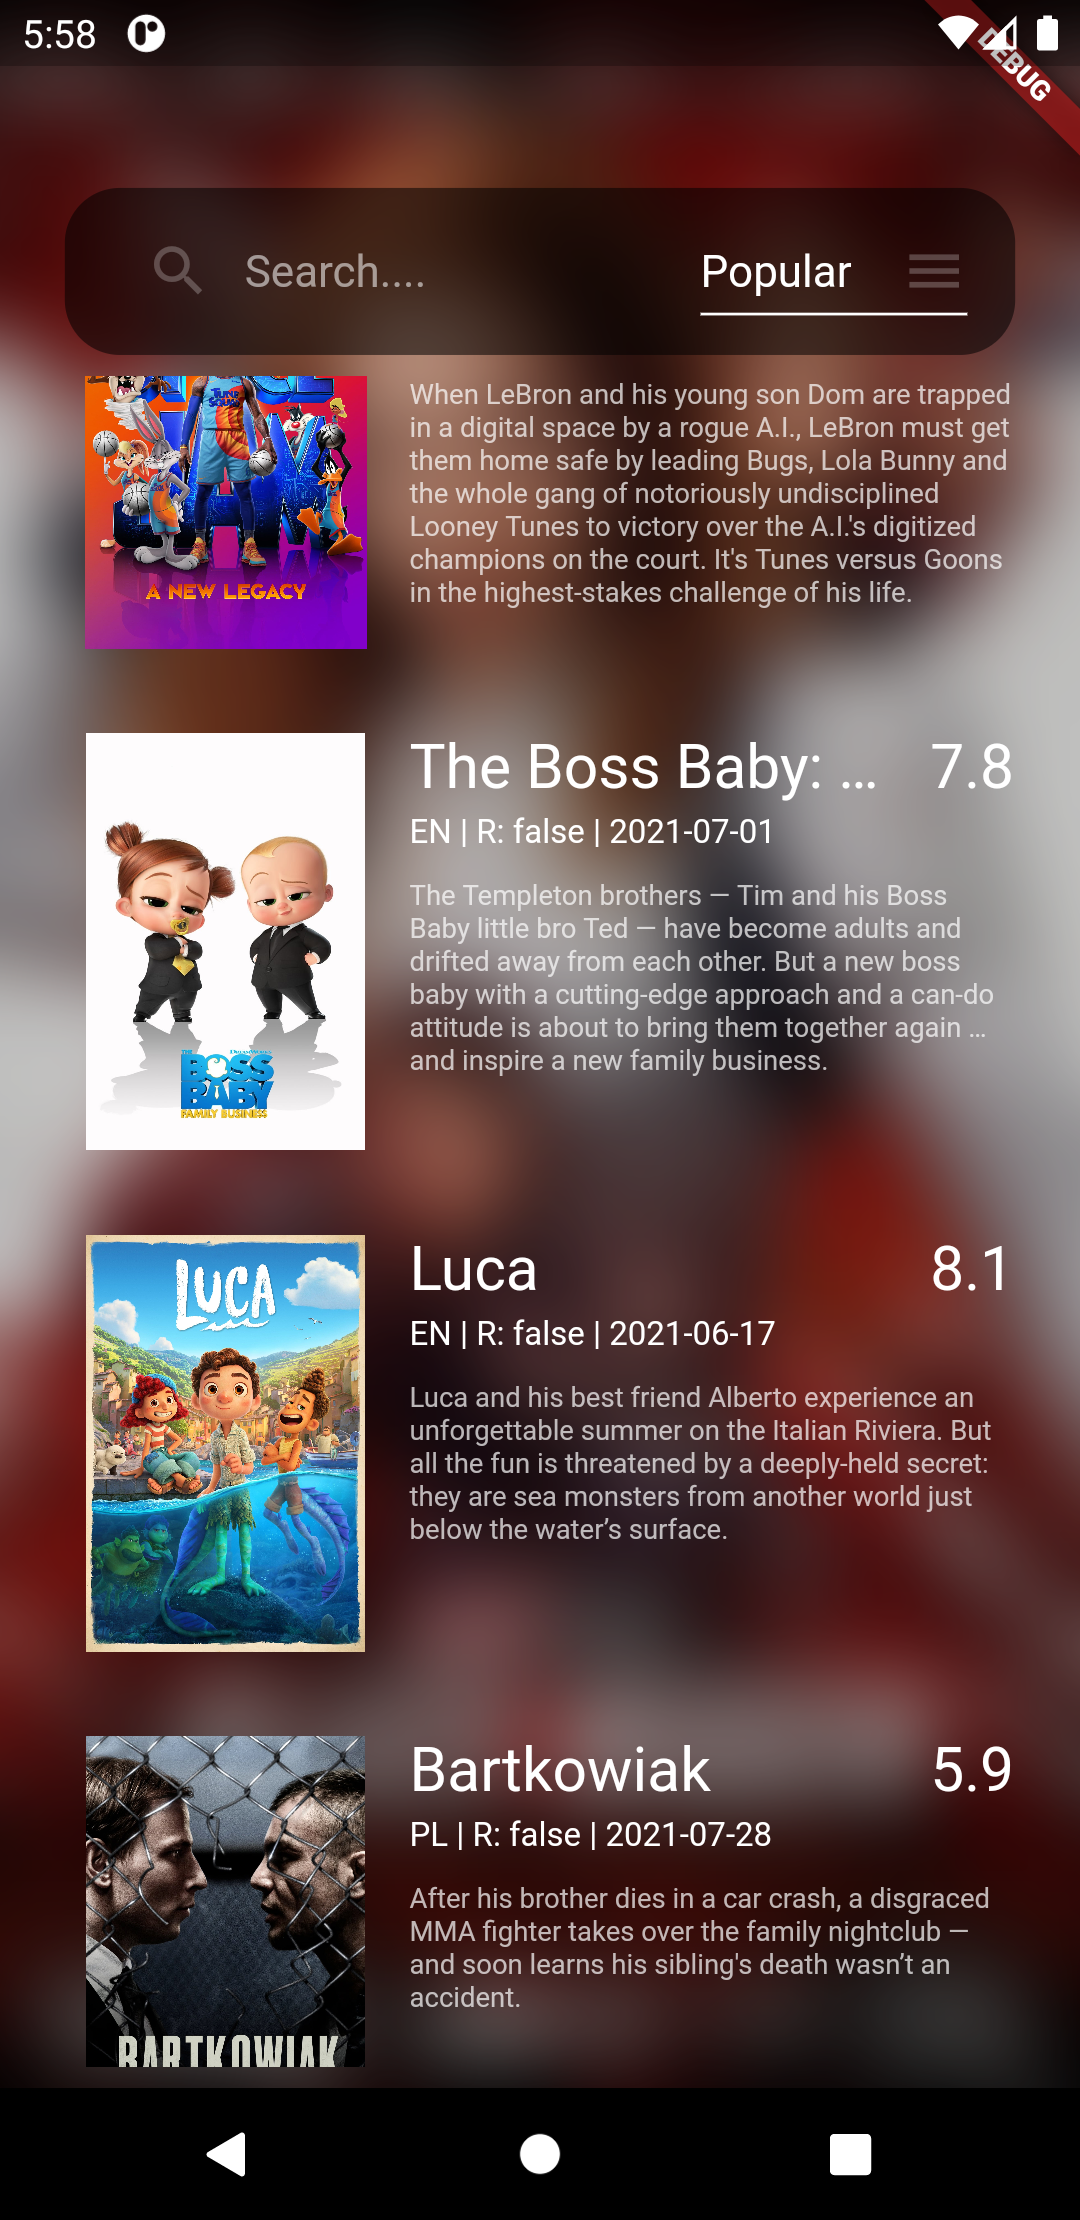 5:58
DEBUG
Search....
Popular
TUNE
SQUAD
A NEW LEGACY
When LeBron and his young son Dom are trapped
in a digital space by a rogue A.I., LeBron must get
them home safe by leading Bugs, Lola Bunny and
the whole gang of notoriously undisciplined
Looney Tunes to victory over the A.I.'s digitized
champions on the court. It's Tunes versus Goons
in the highest-stakes challenge of his life.
The Boss Baby: ...
7.8
EN | R: false | 2021-07-01
The Templeton brothers — Tim and his Boss
Baby little bro Ted — have become adults and
drifted away from each other. But a new boss
baby with a cutting-edge approach and a can-do
attitude is about to bring them together again …
and inspire a new family business.
THE
DREAMWORKS
BOSS
BABY
FAMILY BUSINESS
LUCA
Luca
8.1
EN | R: false | 2021-06-17
Luca and his best friend Alberto experience an
unforgettable summer on the Italian Riviera. But
all the fun is threatened by a deeply-held secret:
they are sea monsters from another world just
below the water’s surface.
Bartkowiak
5.9
PL | R: false | 2021-07-28
After his brother dies in a car crash, a disgraced
MMA fighter takes over the family nightclub —
and soon learns his sibling's death wasn’t an
accident.
BARTKOWIAK